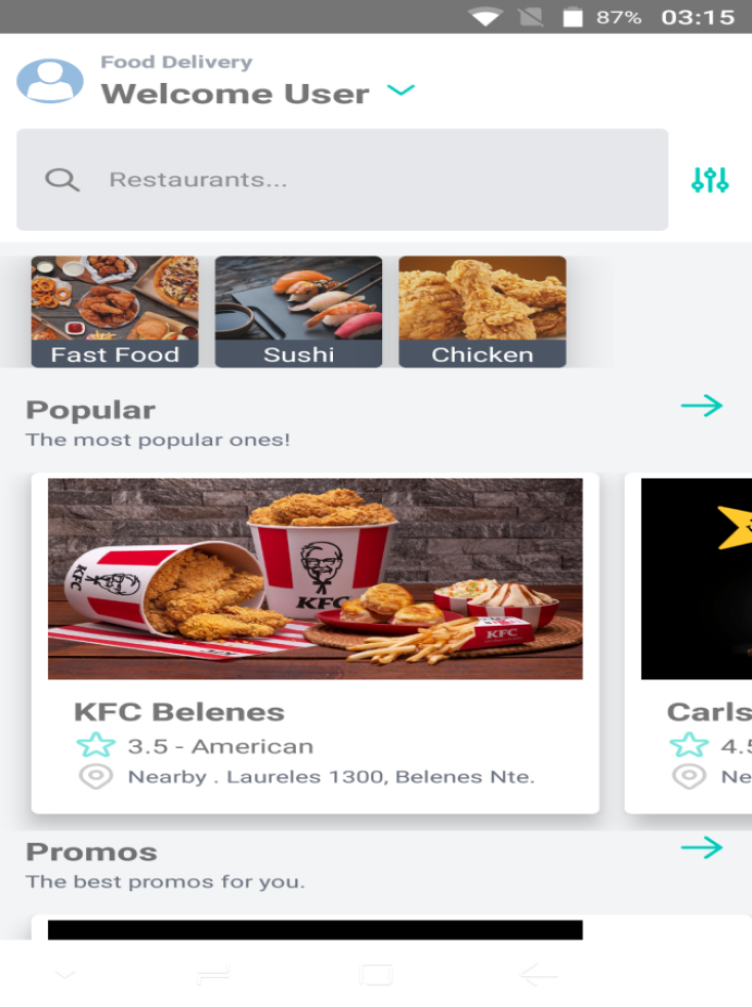 87% 03:15
Food Delivery
Welcome User
Restaurants...
Fast Food
Sushi
Chicken
Popular
The most popular ones!
KFC
KFC
KFC
KFC Belenes
3.5 - American
Nearby . Laureles 1300, Belenes Nte.
Carls
4.5
Ne
Promos
The best promos for you.